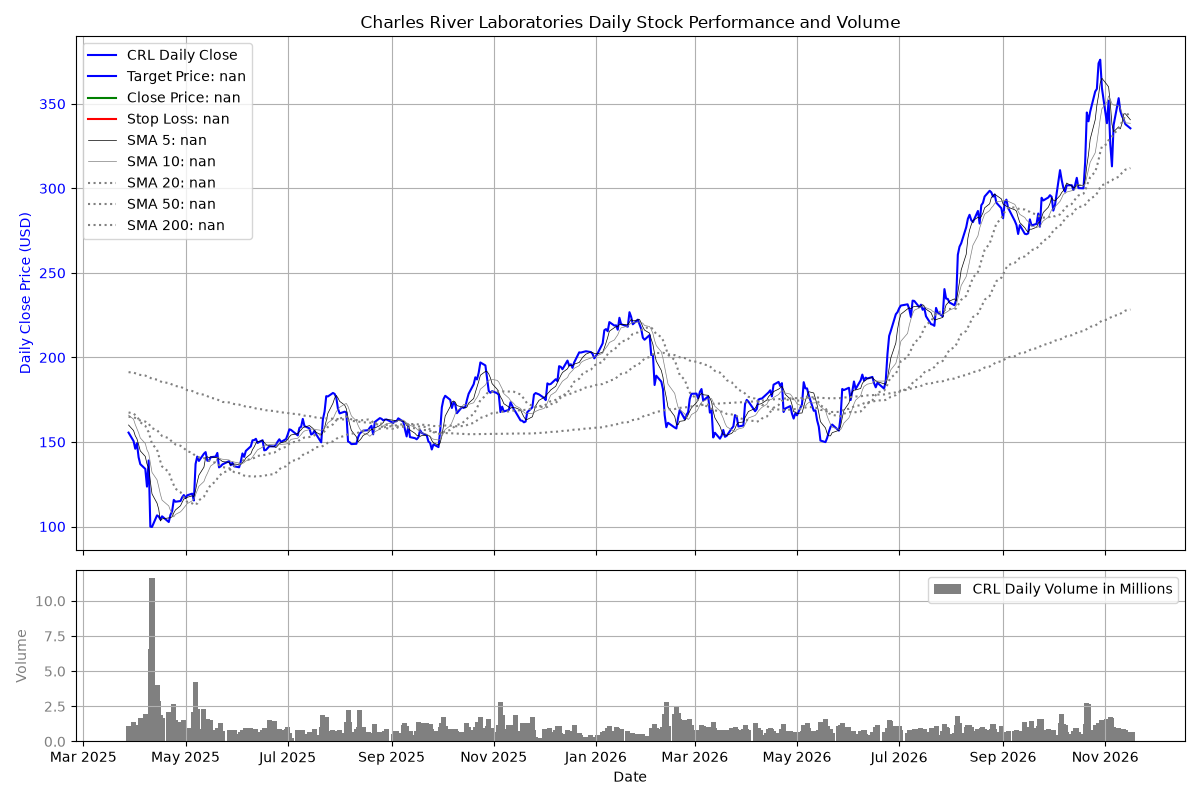 Charles River Laboratories Daily Stock Performance and Volume
CRL Daily Close
Target Price: nan
Close Price: nan
Stop Loss: nan
SMA 5: nan
SMA 10: nan
SMA 20: nan
SMA 50: nan
SMA 200: nan
Daily Close Price (USD)
350
300
250
200
150
100
CRL Daily Volume in Millions
Volume
10.0
7.5
5.0
2.5
0.0
Mar 2025 May 2025 Jul 2025 Sep 2025 Nov 2025 Jan 2026 Mar 2026 May 2026 Jul 2026 Sep 2026 Nov 2026
Date